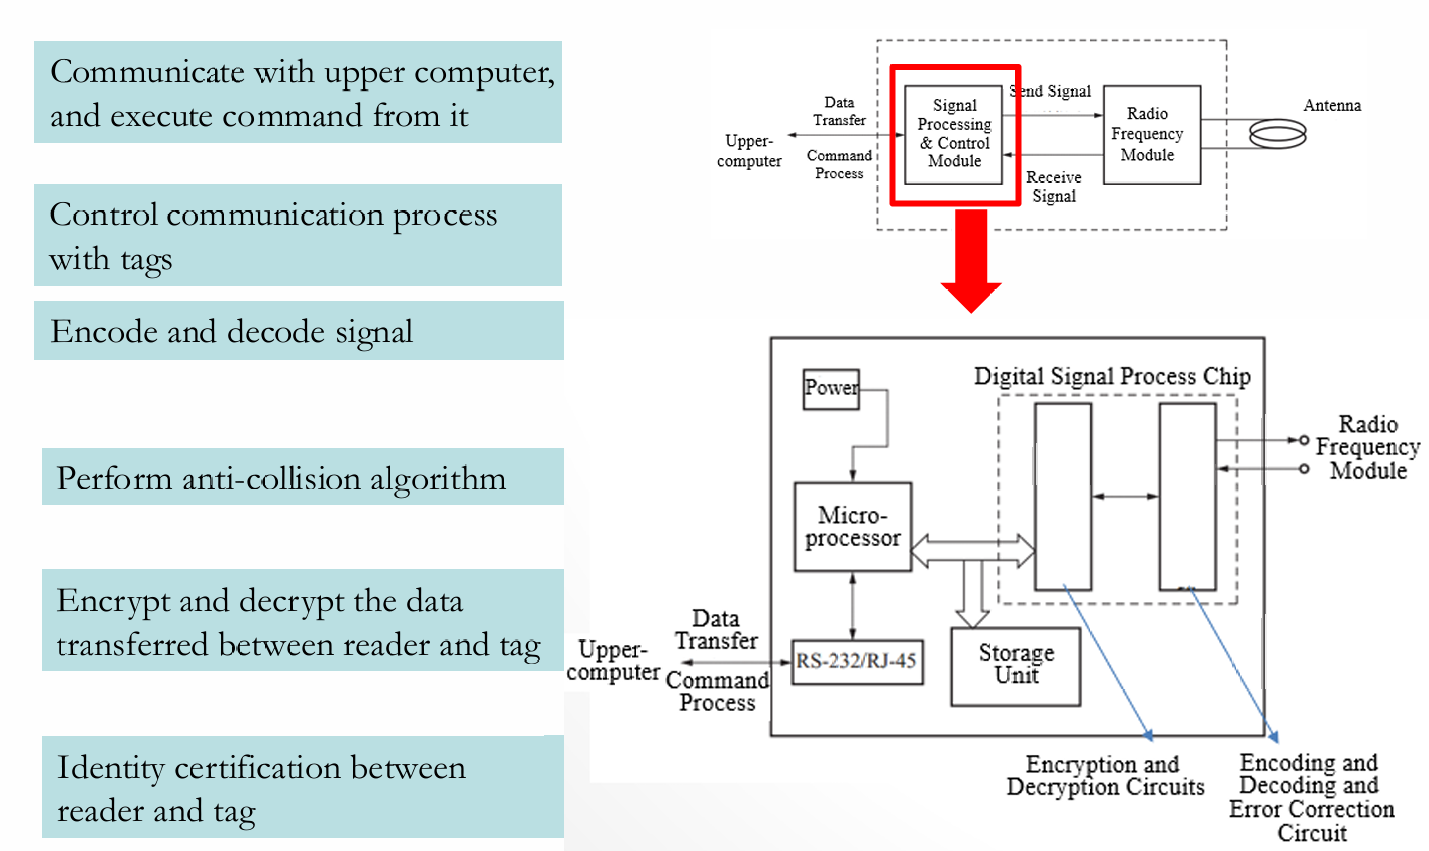 Communicate with upper computer,
and execute command from it
Control communication process
with tags
Encode and decode signal
Perform anti-collision algorithm
Encrypt and decrypt the data
transferred between reader and tag
Identity certification between
reader and tag
Upper-
computer
Data
Transfer
Command
Process
Signal
Processing
& Control
Module
Send Signal
Receive
Signal
Radio
Frequency
Module
Antenna
Digital Signal Process Chip
Power
Micro-
processor
Radio
Frequency
Module
Upper-
computer
Data
Transfer
Command
Process
RS-232/RJ-45
Storage
Unit
Encryption and
Decryption Circuits
Encoding and
Decoding and
Error Correction
Circuit